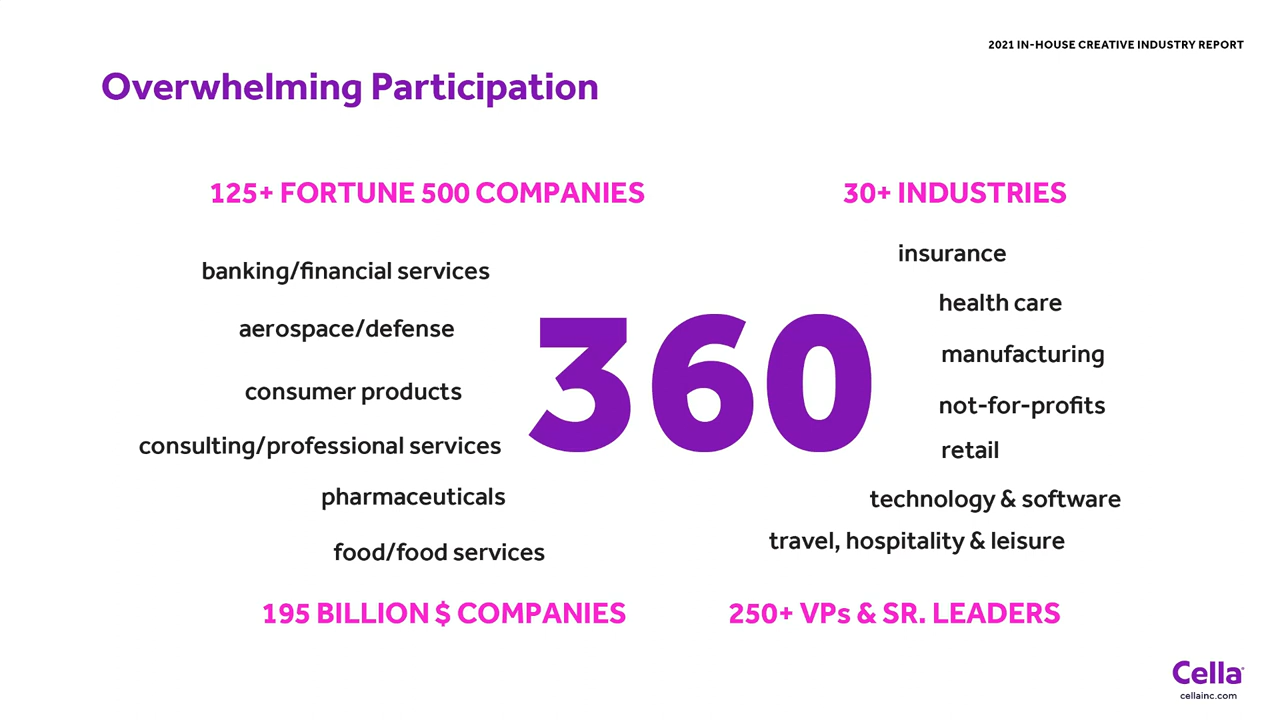 2021 IN-HOUSE CREATIVE INDUSTRY REPORT
Overwhelming Participation
125+ FORTUNE 500 COMPANIES
30+ INDUSTRIES
banking/financial services
aerospace/defense
consumer products
consulting/professional services
pharmaceuticals
food/food services
360
insurance
health care
manufacturing
not-for-profits
retail
technology & software
travel, hospitality & leisure
195 BILLION $ COMPANIES
250+ VPs & SR. LEADERS
Cella
cellainc.com